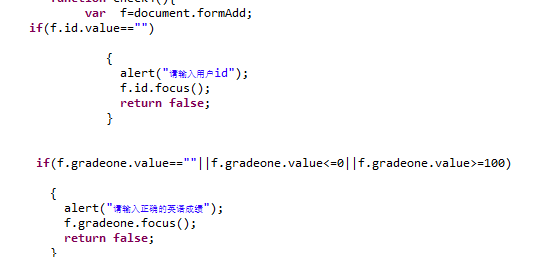 function check1(){
var f=document.formAdd;
if(f.id.value=="")
{
alert("请输入用户id");
f.id.focus();
return false;
}
if(f.gradeone.value==""||f.gradeone.value<=0||f.gradeone.value>=100)
{
alert("请输入正确的英语成绩");
f.gradeone.focus();
return false;
}